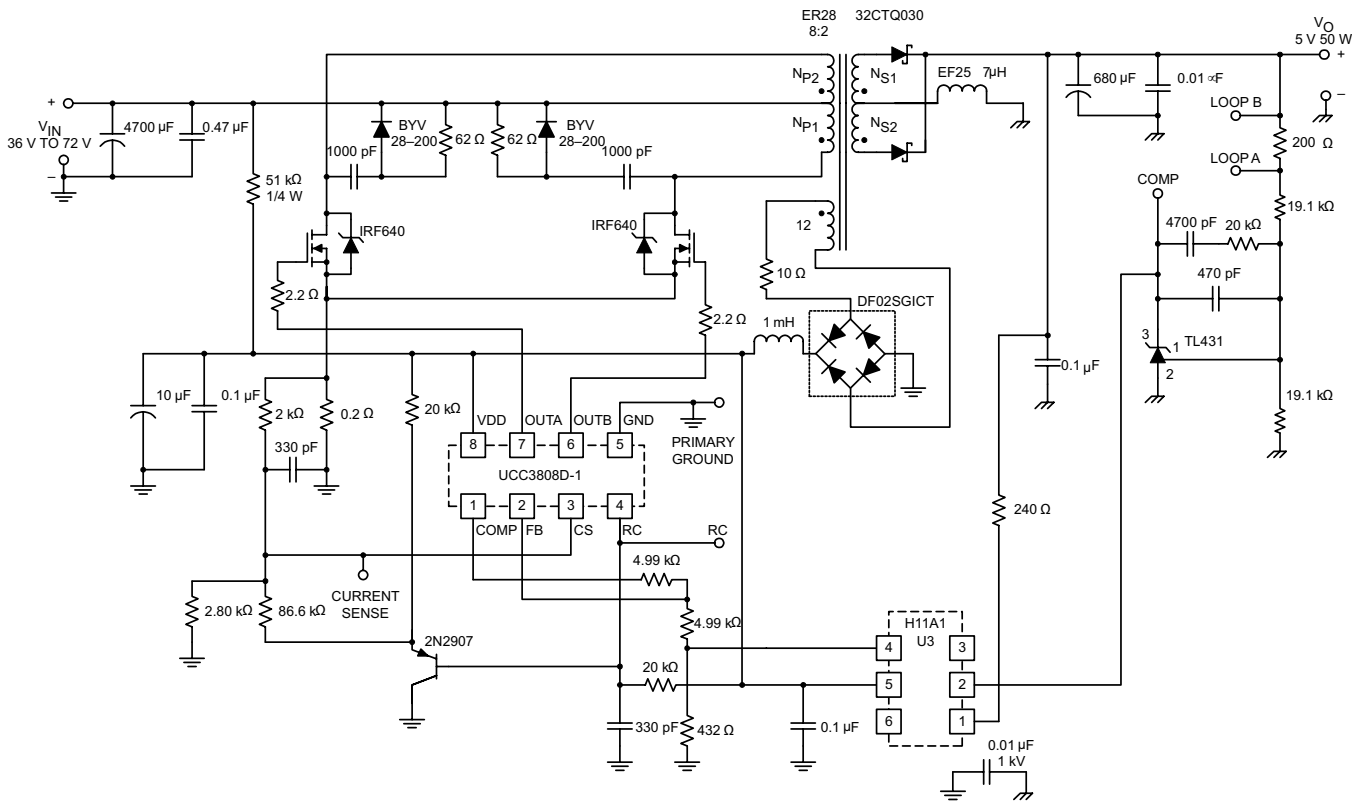 ER28 32CTQ030
8:2
VO
5 V 50 W
+
–
NP2
NS1
EF25 7µH
680 µF
0.01 ∝F
LOOP B
200 Ω
LOOP A
+
VIN
36 V TO 72 V
–
4700 µF
0.47 µF
BYV
28–200
62 Ω
62 Ω
BYV
28–200
NP1
NS2
1000 pF
1000 pF
51 kΩ
1/4 W
COMP
19.1 kΩ
IRF640
IRF640
12
4700 pF
20 kΩ
10 Ω
470 pF
2.2 Ω
2.2 Ω
DF02SGICT
1 mH
3
1
TL431
2
0.1 µF
10 µF
0.1 µF
2 kΩ
0.2 Ω
20 kΩ
19.1 kΩ
330 pF
VDD
OUTA
OUTB
GND
8
7
6
5
PRIMARY
GROUND
UCC3808D-1
1
2
3
4
COMP
FB
CS
RC
RC
240 Ω
4.99 kΩ
CURRENT
SENSE
2.80 kΩ
86.6 kΩ
4.99 kΩ
H11A1
U3
2N2907
4
3
20 kΩ
5
2
6
1
330 pF
432 Ω
0.1 µF
0.01 µF
1 kV